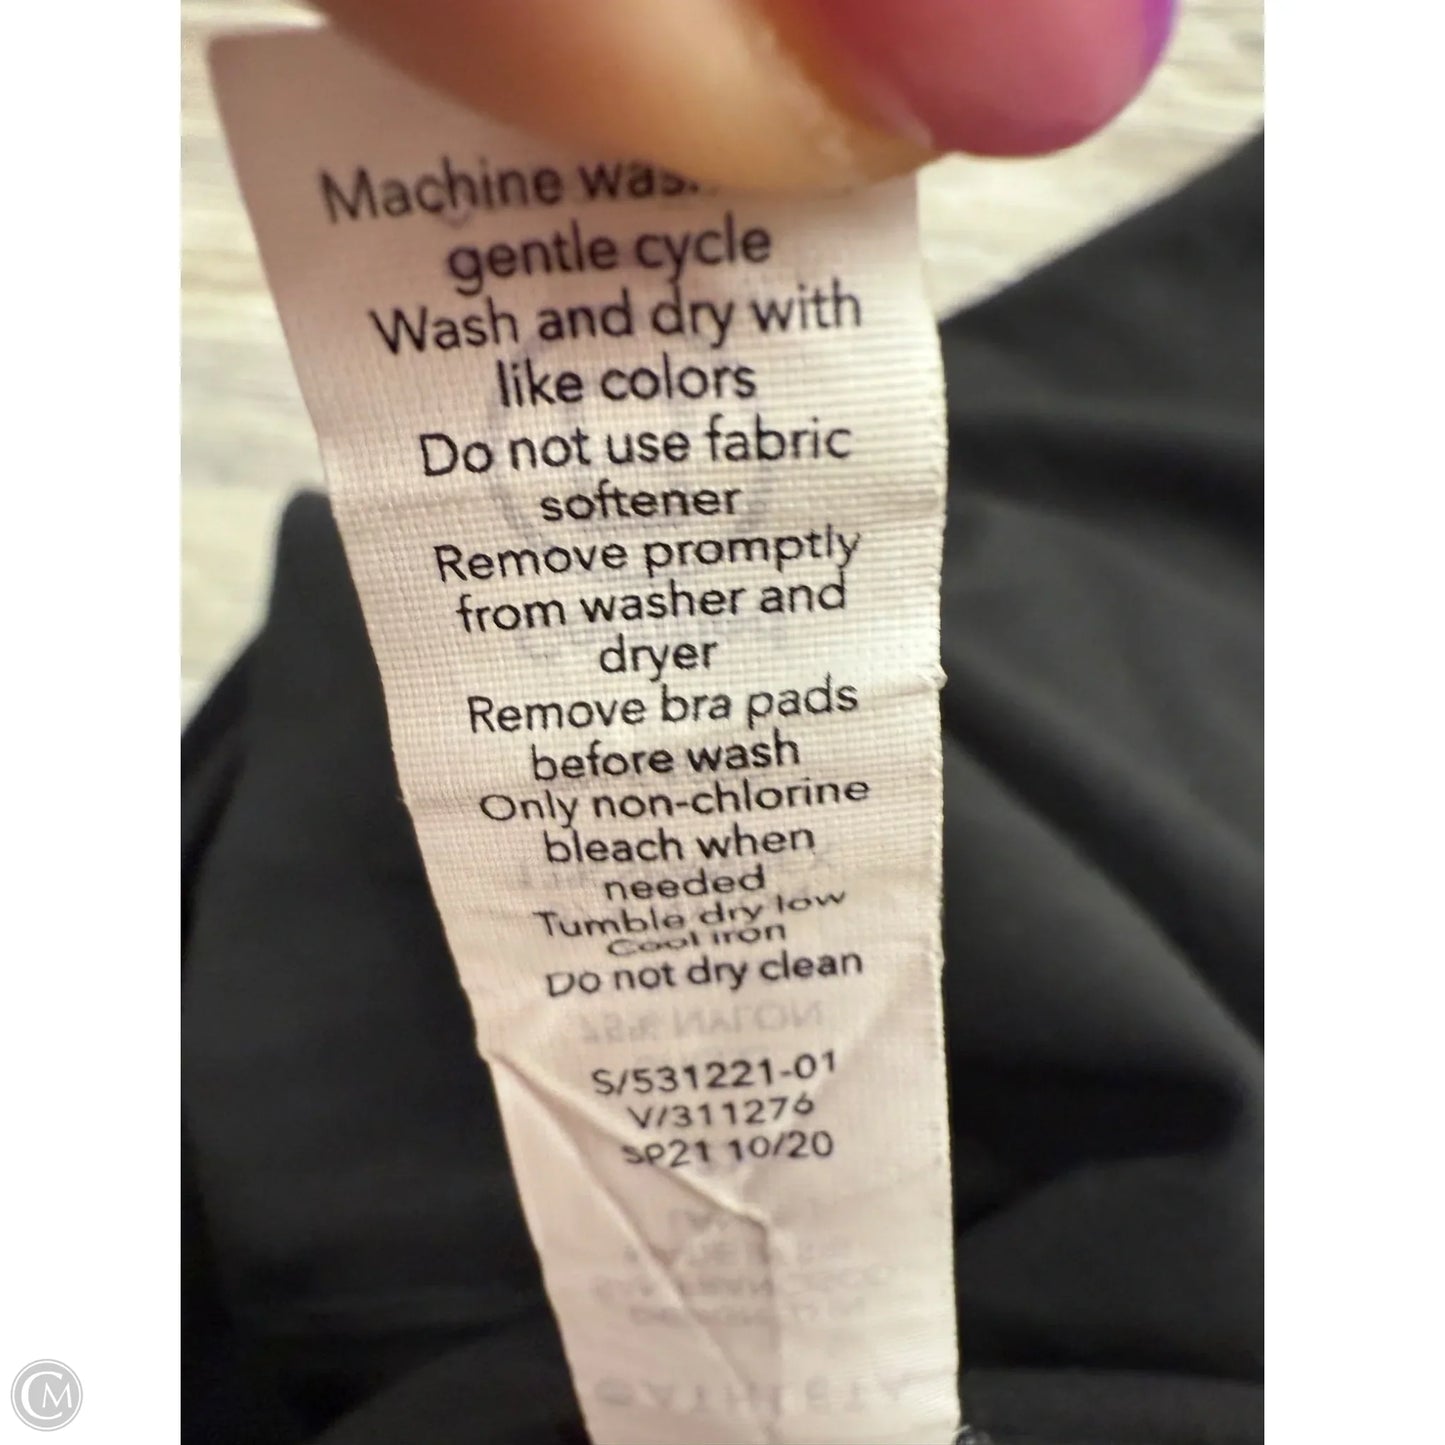 Machine
gentle cycle
Wash and dry with
like colors
Do not use fabric
softener
Remove promptly
from washer and
dryer
Remove bra pads
before wash
Only non-chlorine
bleach when
needed
Tumble dry low
Cool iron
Do not dry clean
S/531221-01
V/311276
SP21 10/20
CM